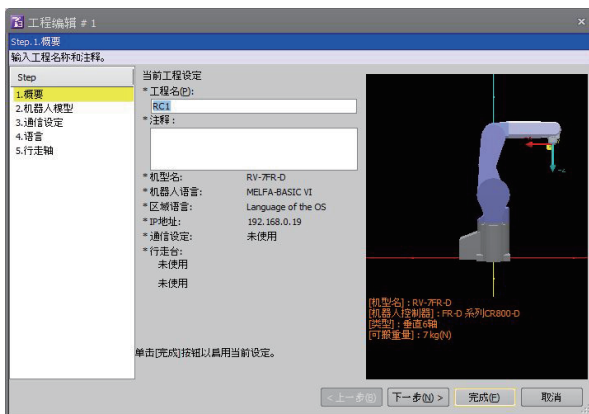 工程编辑 # 1
Step.1.概要
输入工程名称和注释。
Step
1.概要
2.机器人模型
3.通信设定
4.语言
5.行走轴
当前工程设定
*工程名(P):
RC1
*注释:
*机型名: RV-7FR-D
*机器人语言: MELFA-BASIC VI
*区域语言: Language of the OS
*IP地址: 192.168.0.19
*通信设定: 未使用
*行走台:
未使用
未使用
单击[完成]按钮以启用当前设定。
[机型名] : RV-7FR-D
[机器人控制器] : FR-D 系列CR800-D
[类型] : 垂直6轴
[可搬重量] : 7 kg(N)
< 上一步(B)
下一步(N) >
完成(F)
取消